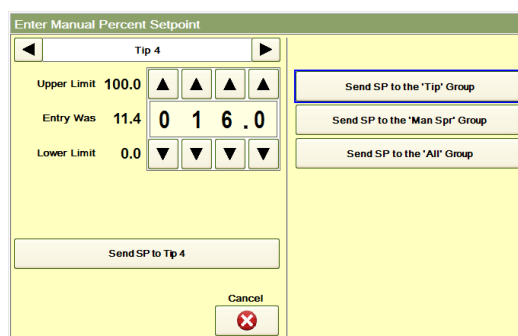 Enter Manual Percent Setpoint
Tip 4
Upper Limit 100.0
Entry Was 11.4 0 1 6 . 0
Lower Limit 0.0
Send SP to Tip 4
Cancel
Send SP to the 'Tip' Group
Send SP to the 'Man Spr' Group
Send SP to the 'All' Group